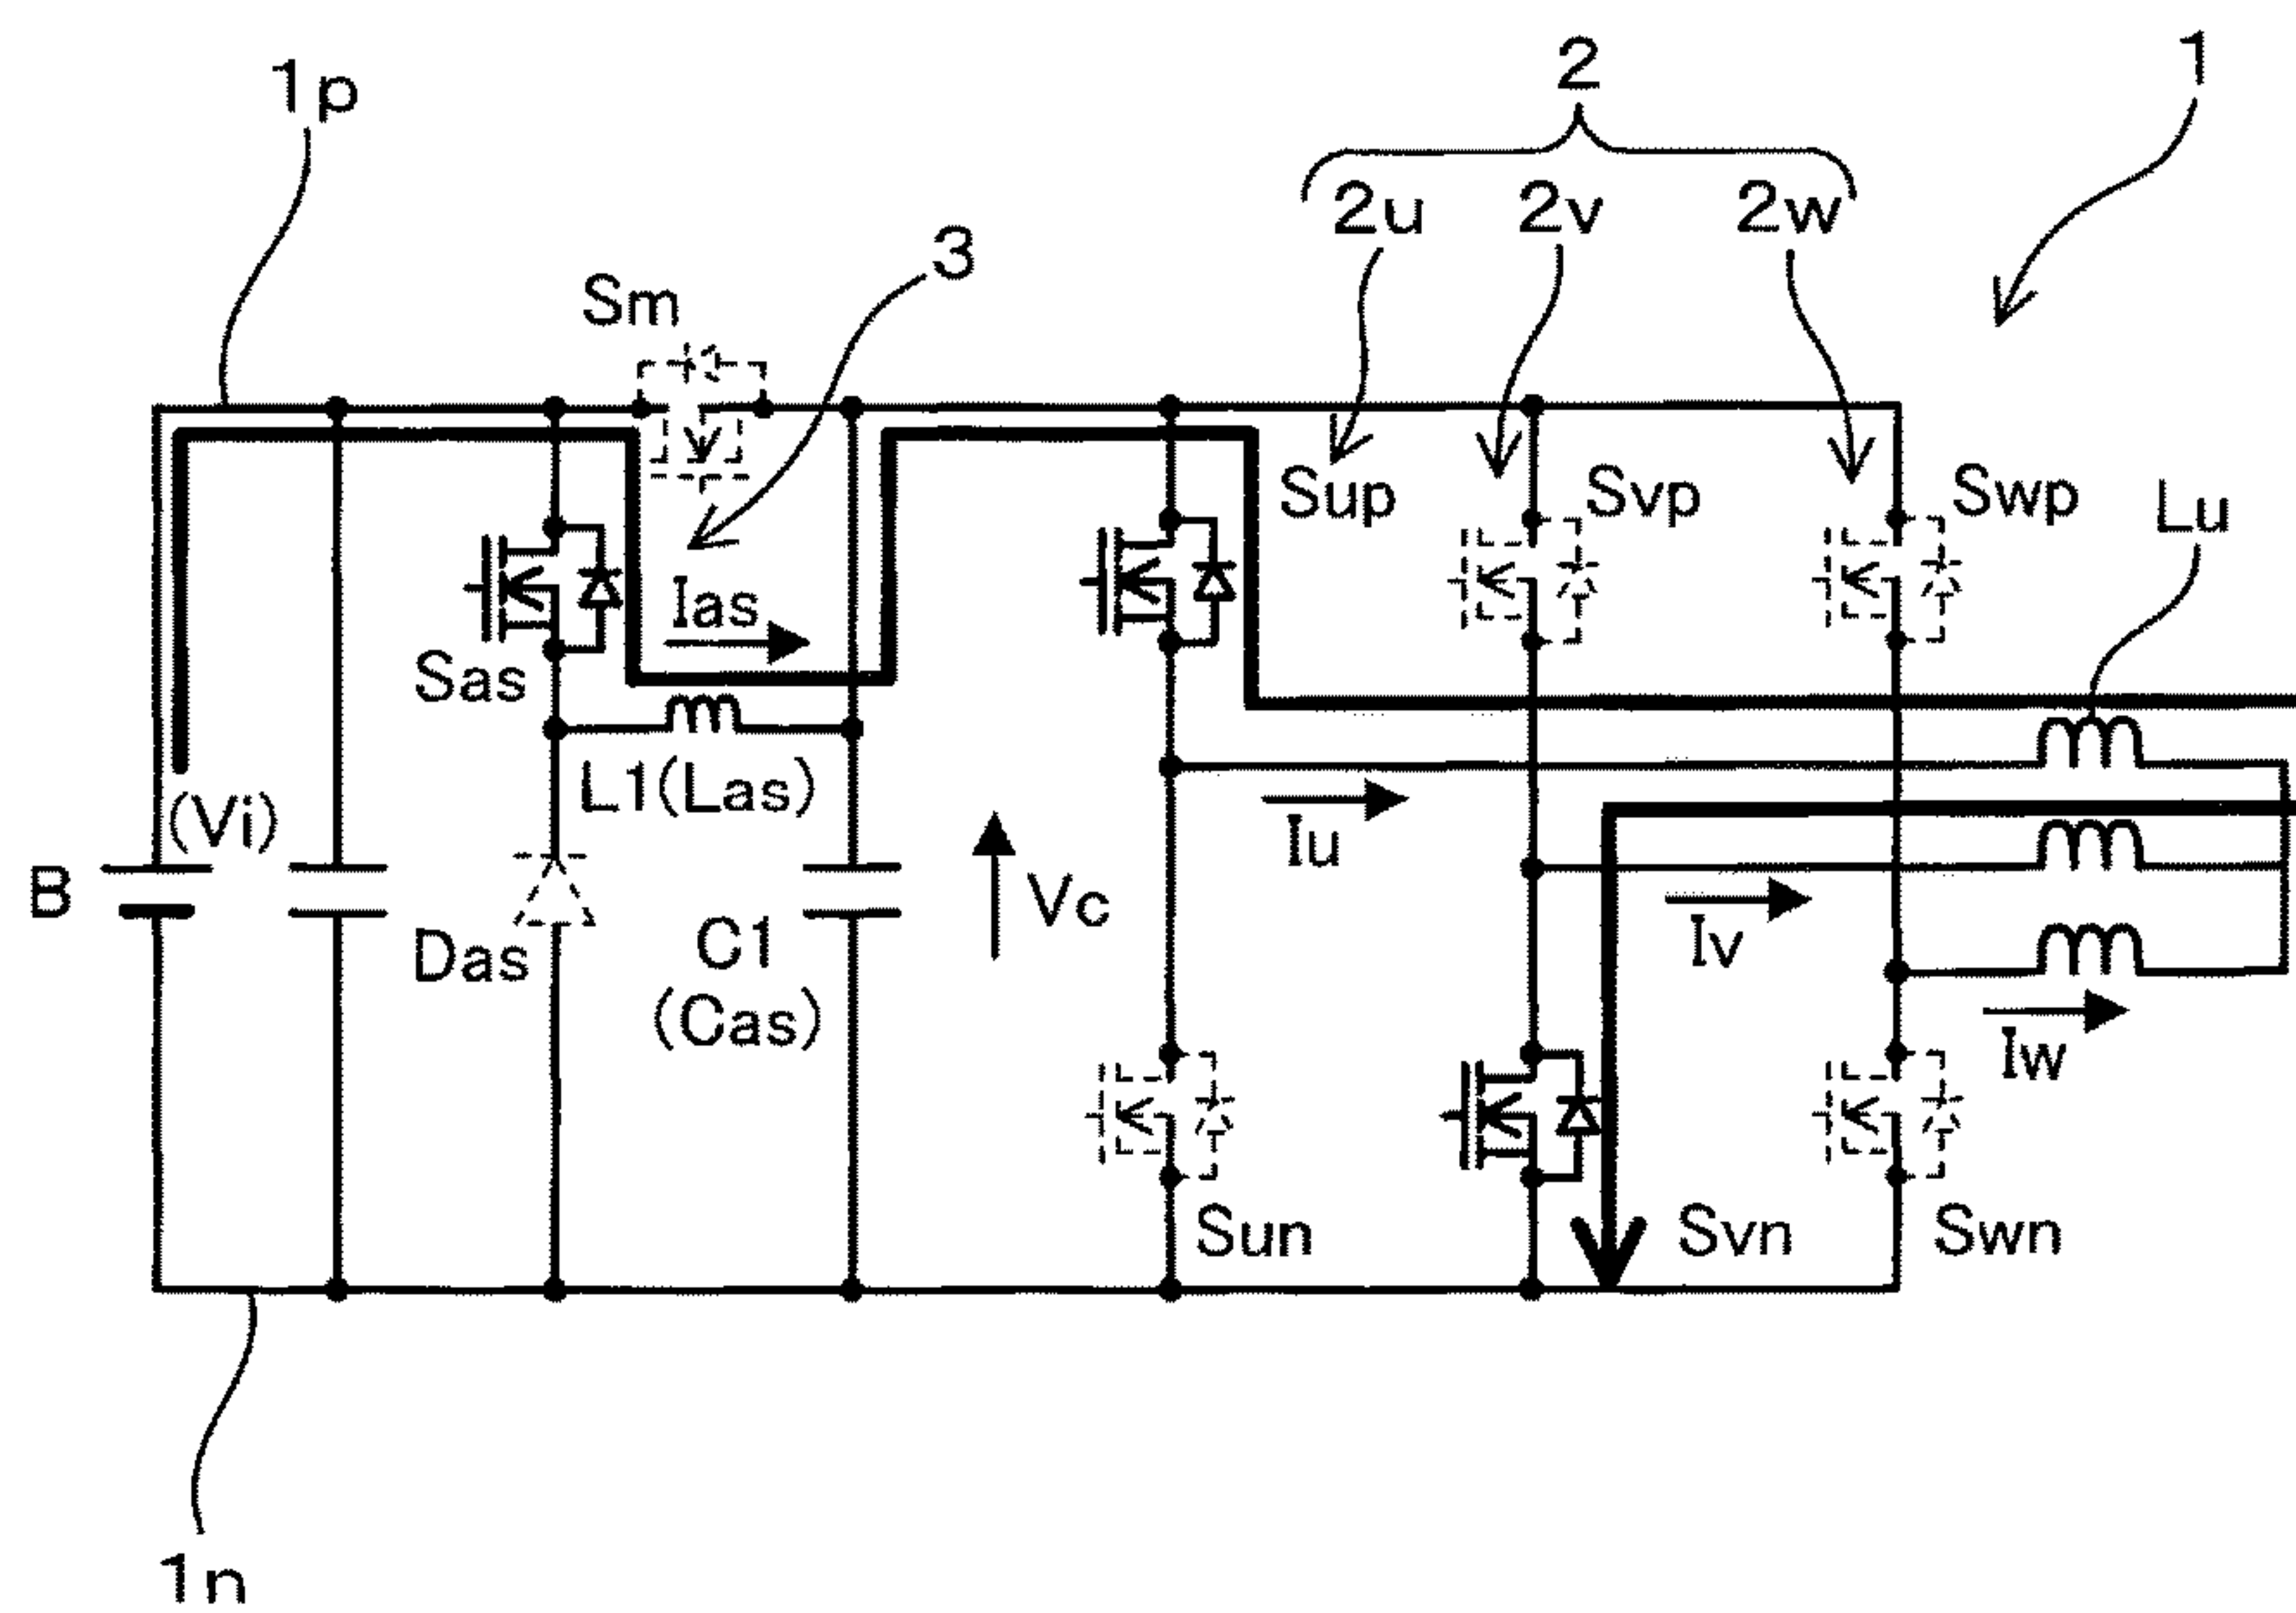 1p
2
1
2u 2v 2w
3
Sm
Sup
Svp
Swp
Lu
Ias
Sas
L1(Las)
(Vi)
Iu
B
Vc
Das
C1
(Cas)
Iv
Iw
Sun
Svn
Swn
1n